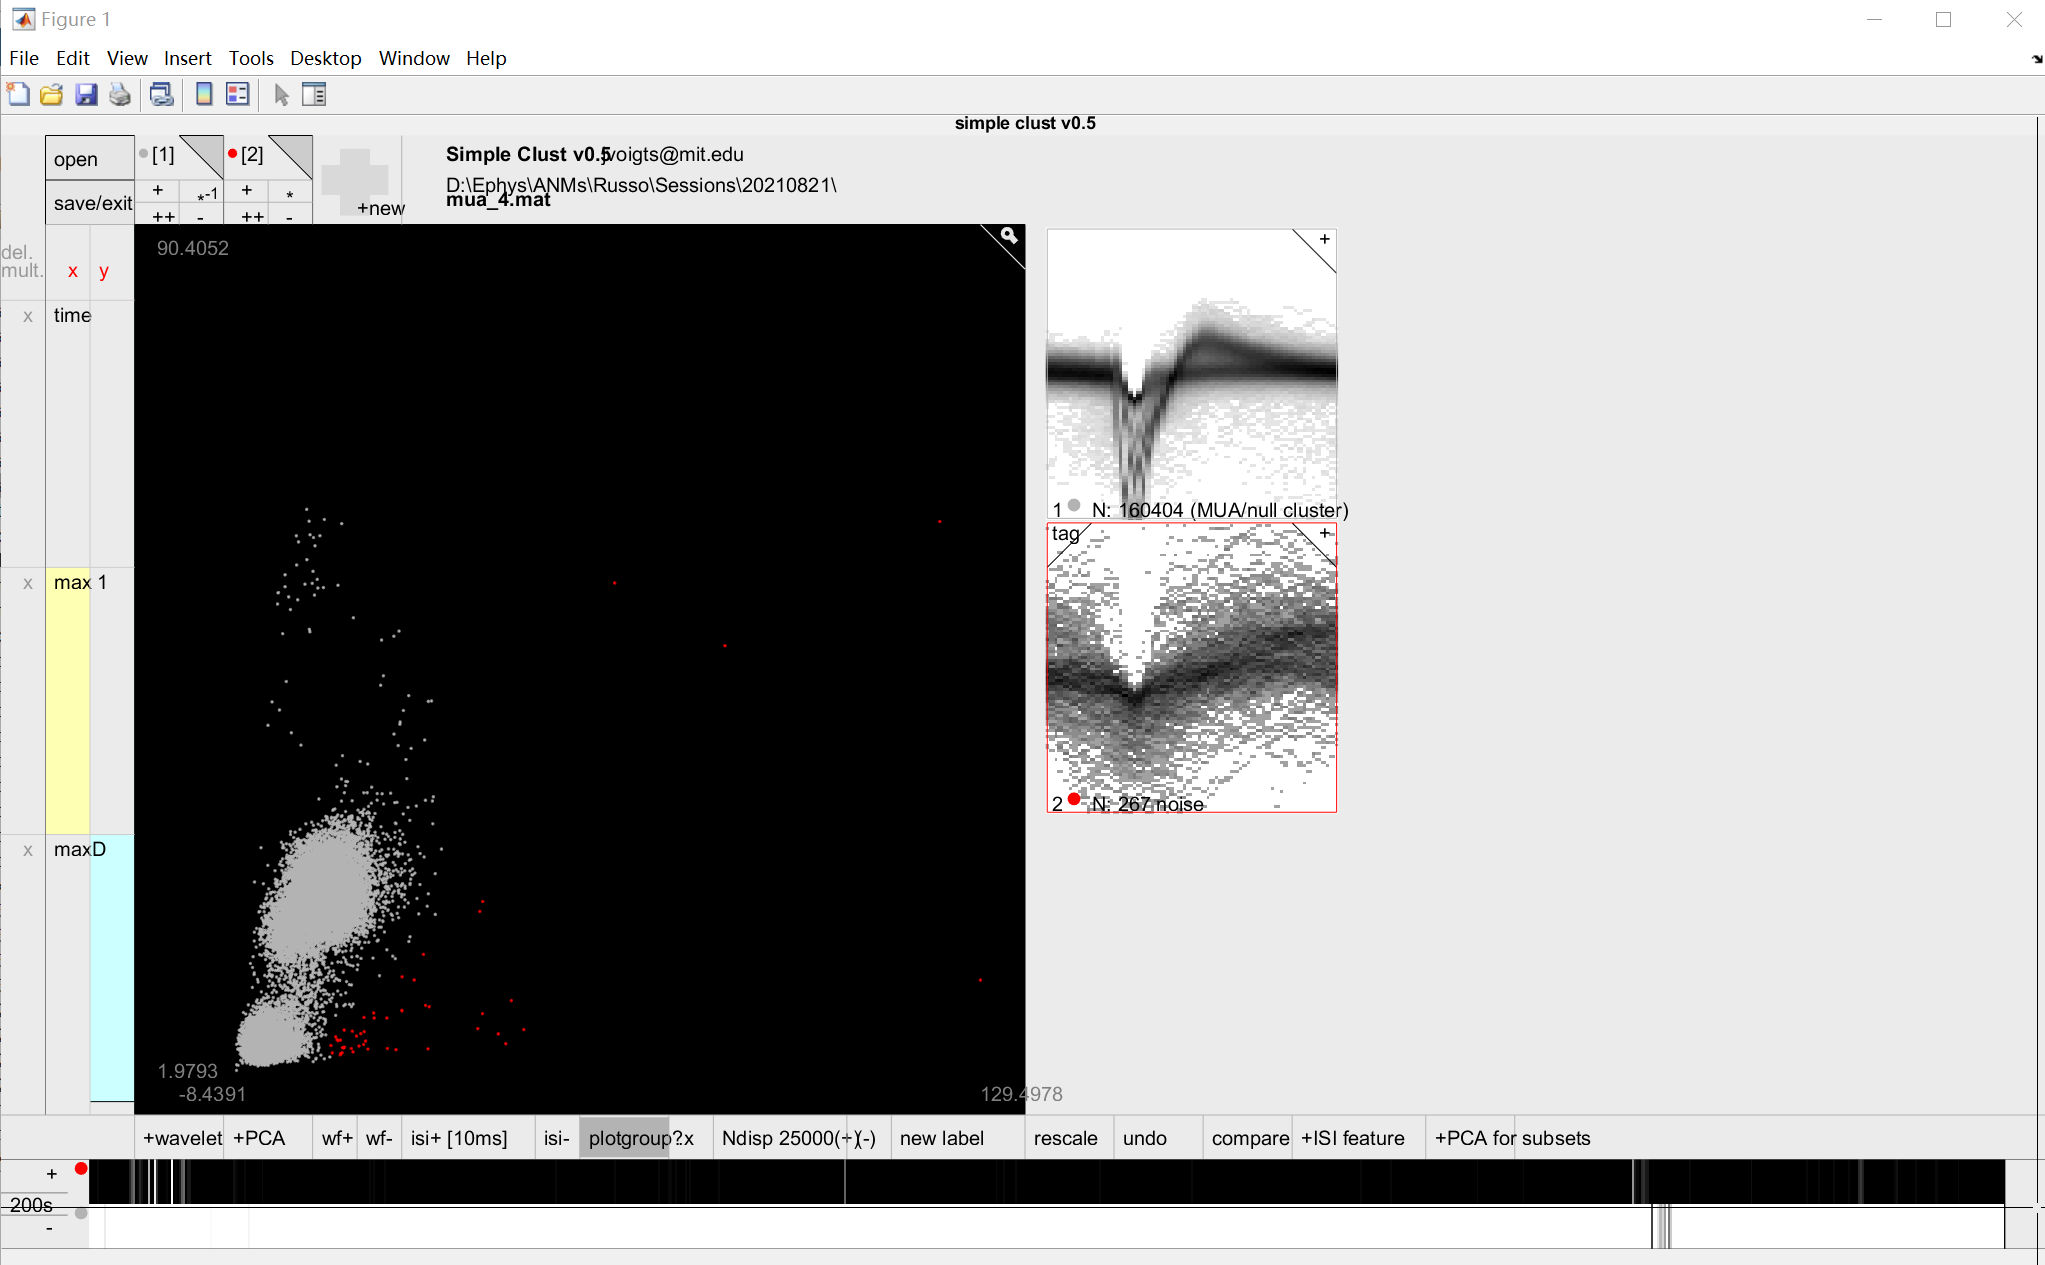 Figure 1
File Edit View Insert Tools Desktop Window Help
simple clust v0.5
open
save/exit
[1]
+ *-1
++ -
[2]
+ *
++ -
+new
Simple Clust v0.5 jvoigts@mit.edu
D:\Ephys\ANMs\Russo\Sessions\20210821\
mua_4.mat
del.
mult.
x y
x time
x max 1
x maxD
90.4052
1.9793
-8.4391
129.4978
+
1 N: 160404 (MUA/null cluster)
tag +
2 N: 267 noise
+wavelet +PCA wf+ wf- isi+ [10ms] isi- plotgroup?.x Ndisp 25000(+)(-) new label rescale undo compare +ISI feature +PCA for subsets
+
200s
-